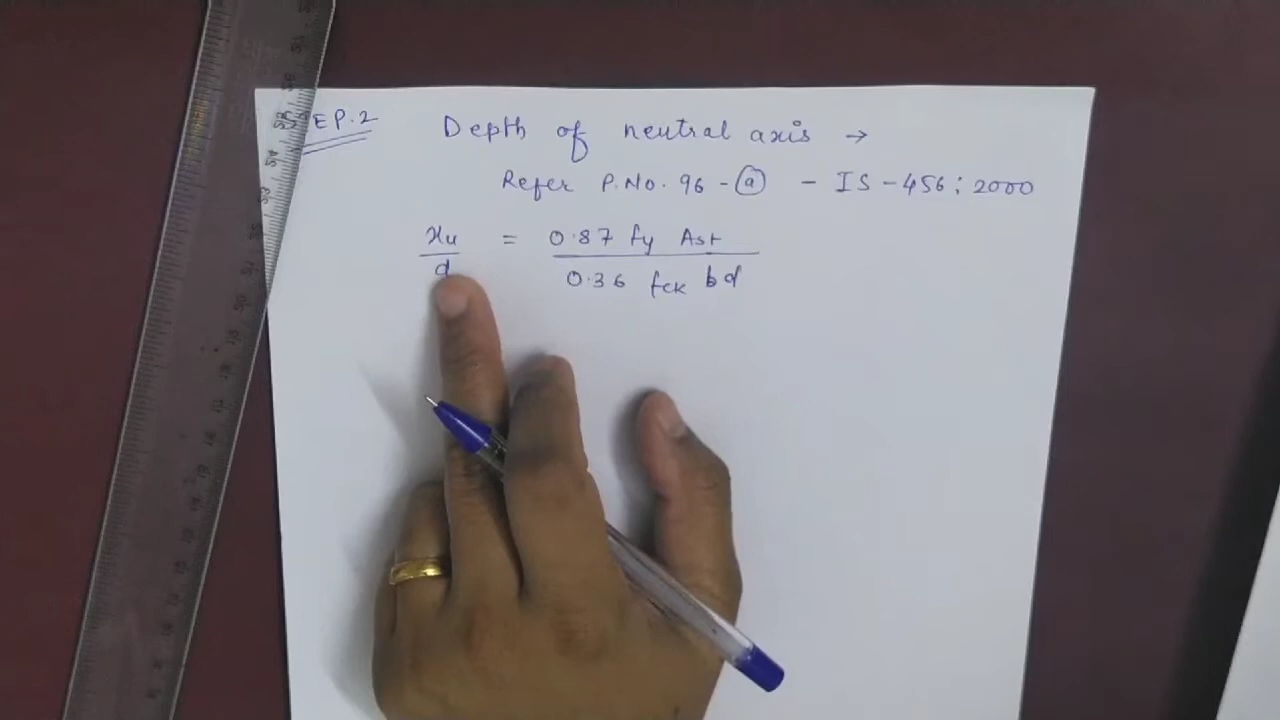 EP.2
Depth of neutral axis →
Refer P.No. 96 - ⓐ - IS - 456 : 2000
xu/d = 0.87 fy Ast / 0.36 fck bd